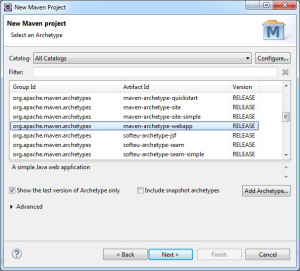 New Maven Project
New Maven project
Select an Archetype
M
Catalog: All Catalogs Configure...
Filter:
Group Id Artifact Id Version
org.apache.maven.archetypes maven-archetype-quickstart RELEASE
org.apache.maven.archetypes maven-archetype-site RELEASE
org.apache.maven.archetypes maven-archetype-site-simple RELEASE
org.apache.maven.archetypes maven-archetype-webapp RELEASE
org.apache.maven.archetypes softeu-archetype-jsf RELEASE
org.apache.maven.archetypes softeu-archetype-seam RELEASE
org.apache.maven.archetypes softeu-archetype-seam-simple RELEASE
A simple Java web application
Show the last version of Archetype only Include snapshot archetypes Add Archetype...
Advanced
? < Back Next > Finish Cancel